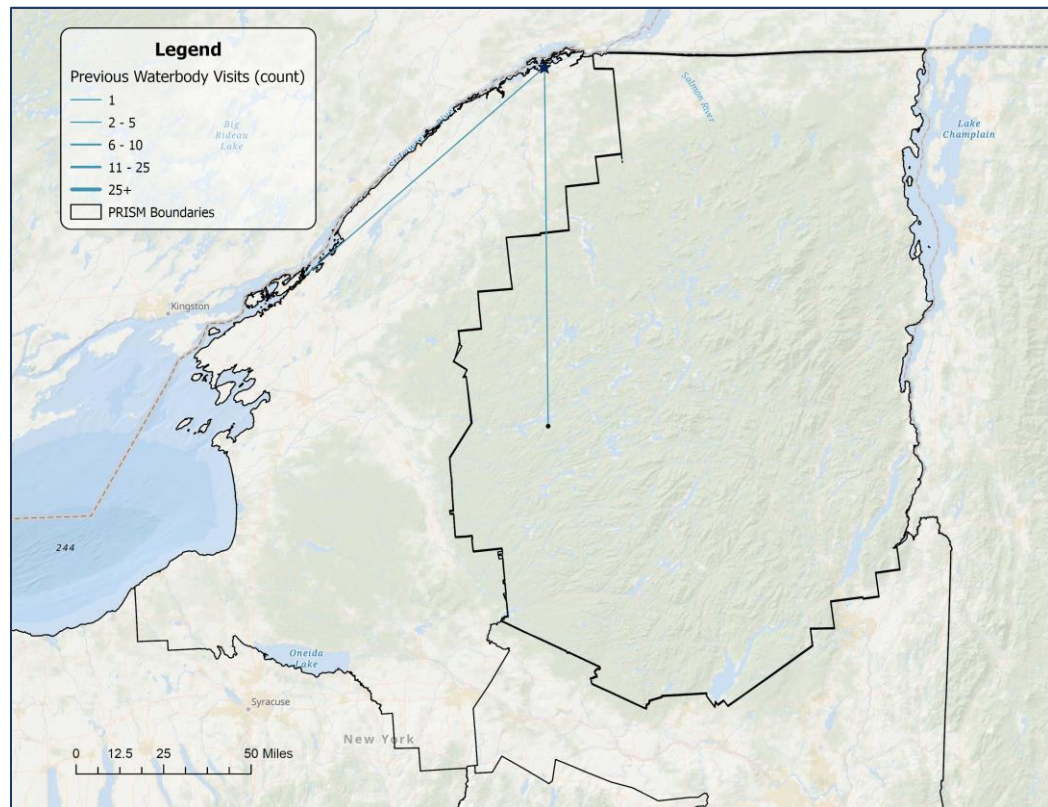 Legend
Previous Waterbody Visits (count)
1
2 - 5
6 - 10
11 - 25
25+
PRISM Boundaries
Big
Rideau
Lake
Salmon River
Lake
Champlain
Kingston
244
Oneida
Lake
Syracuse
New York
0 12.5 25 50 Miles